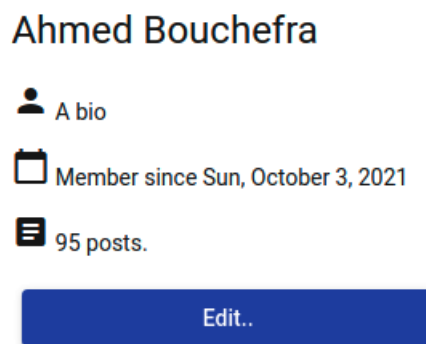 Ahmed Bouchefra
A bio
Member since Sun, October 3, 2021
95 posts.
Edit..